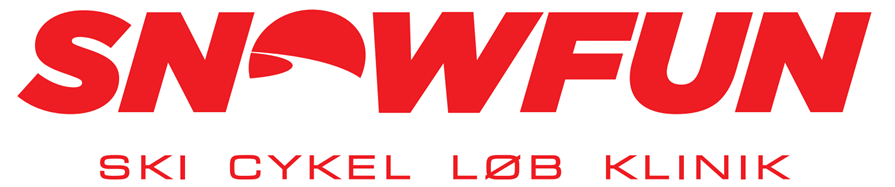 SNOWFUN
SKI CYKEL LØB KLINIK